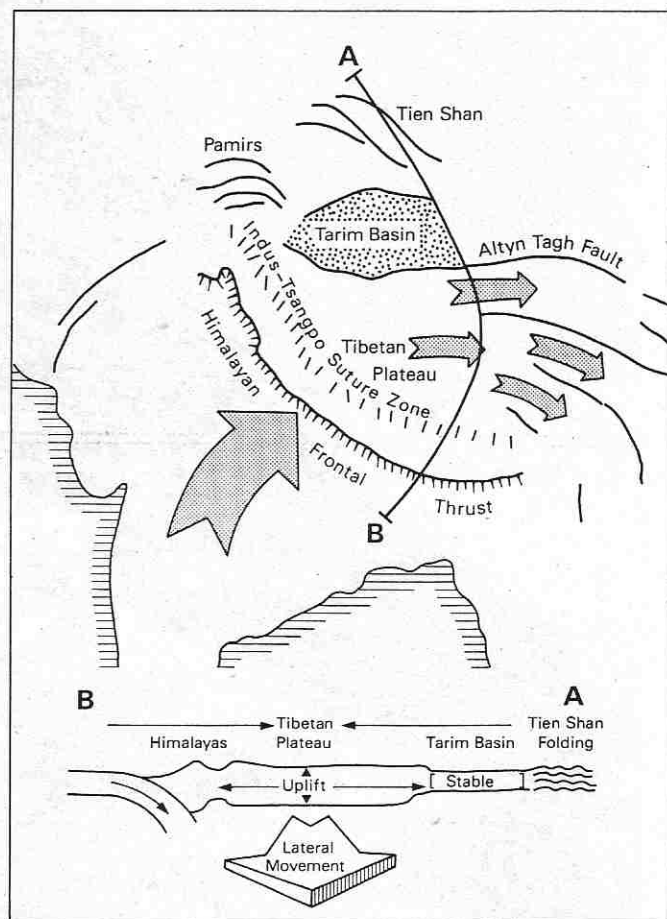 A
Tien Shan
Pamirs
Tarim Basin
Altyn Tagh Fault
Indus–Tsangpo Suture Zone
Tibetan
Plateau
Himalayan
Frontal
Thrust
B
B
A
Tibetan
Plateau
Tien Shan
Folding
Himalayas
Tarim Basin
Uplift
Stable
Lateral
Movement